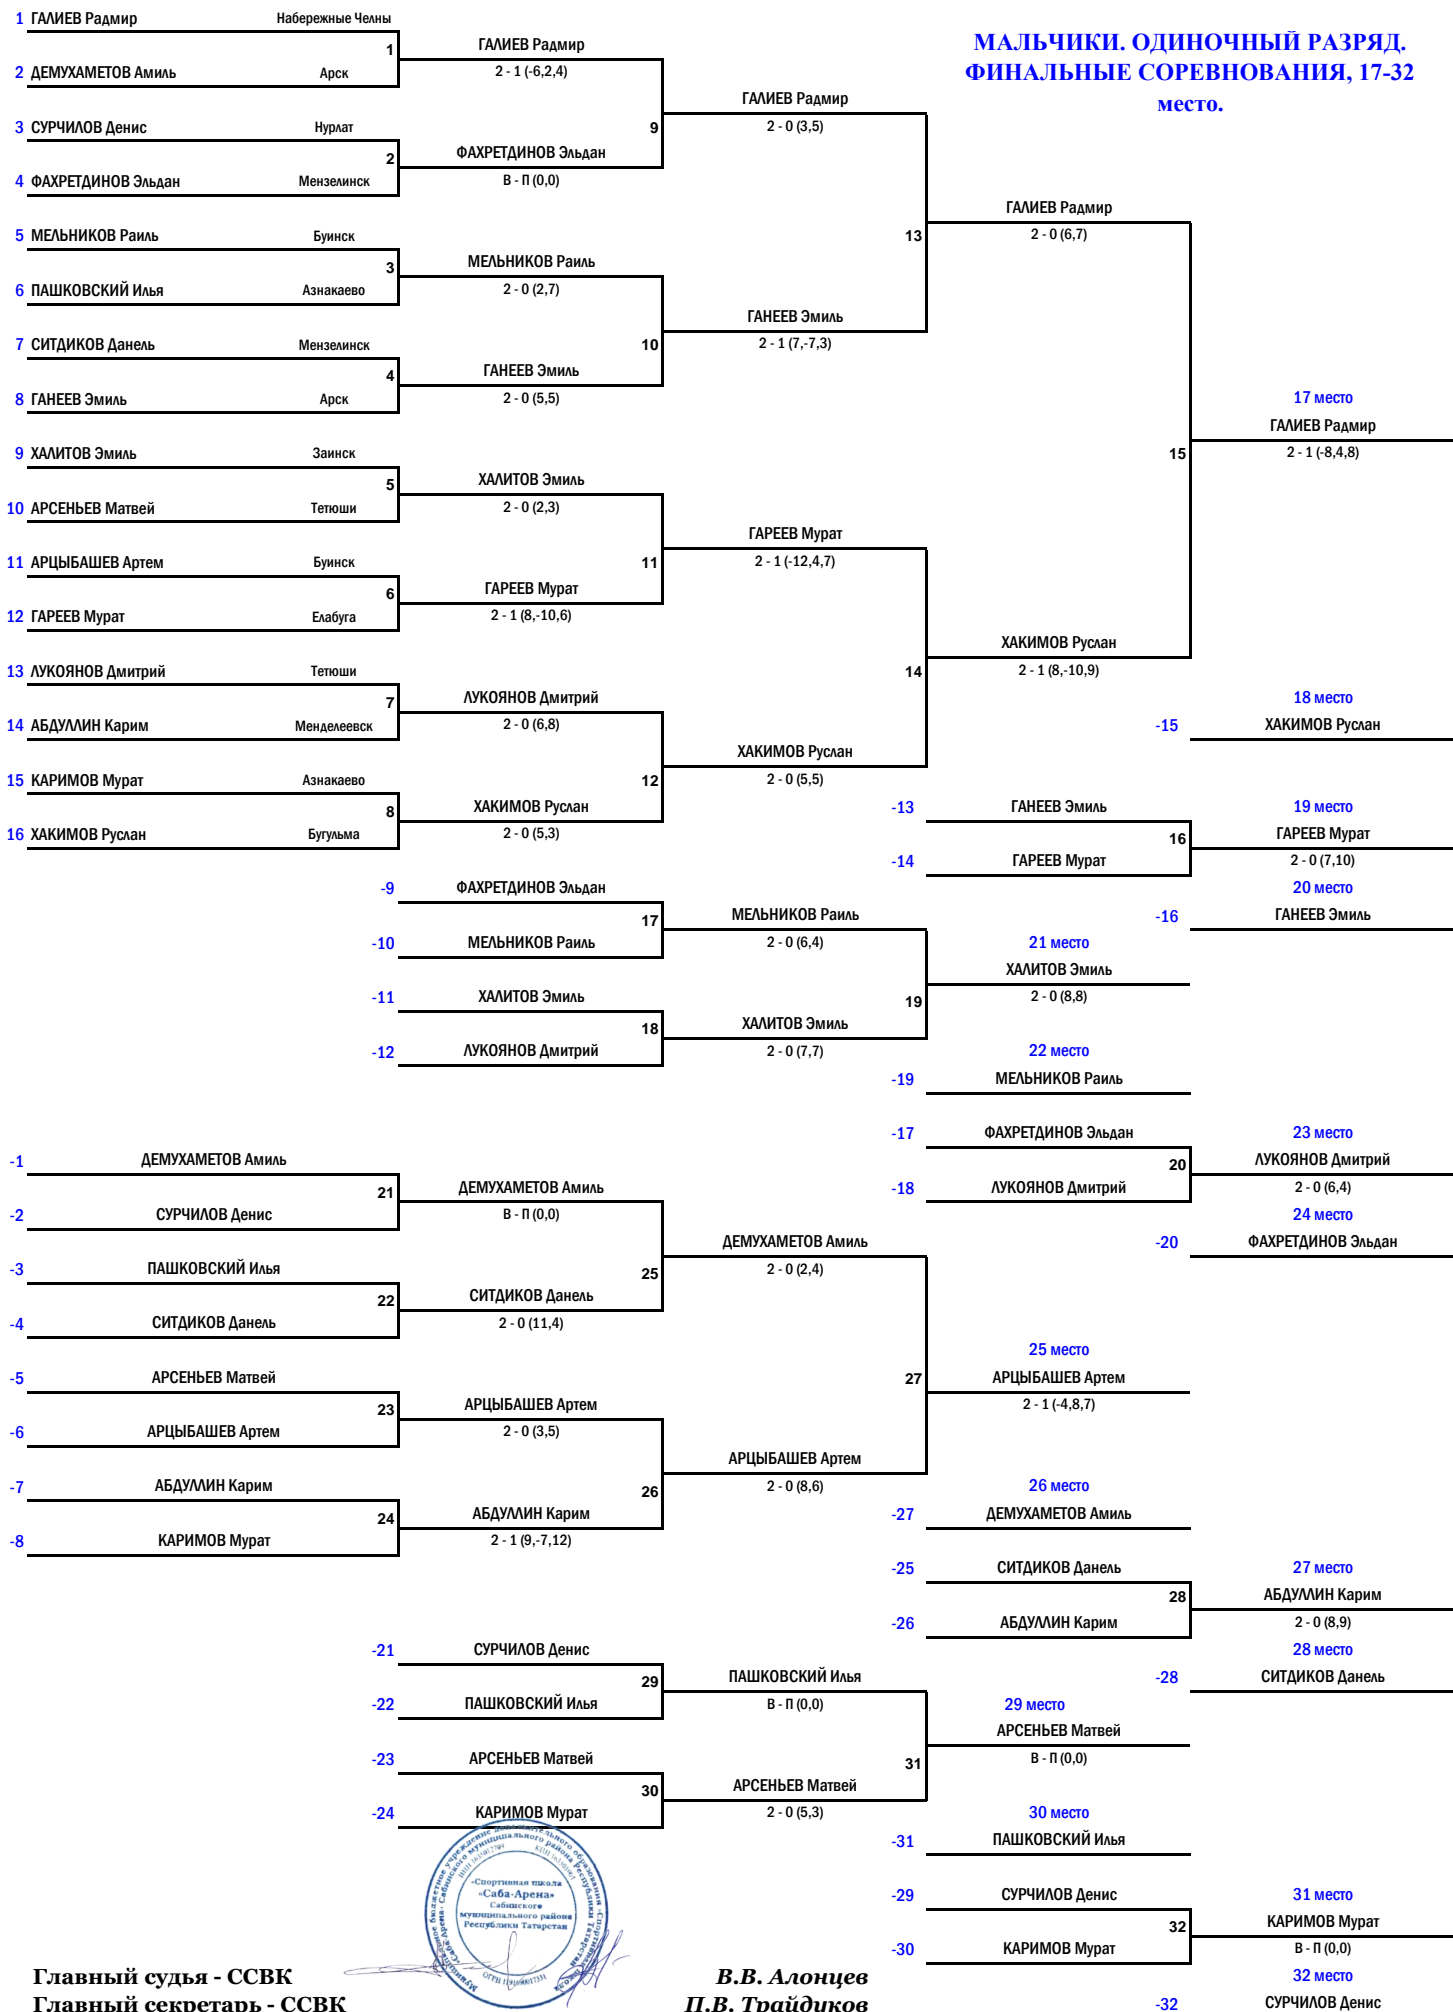 МАЛЬЧИКИ. ОДИНОЧНЫЙ РАЗРЯД.
ФИНАЛЬНЫЕ СОРЕВНОВАНИЯ, 17-32
место.
1 ГАЛИЕВ Радмир Набережные Челны
1
ГАЛИЕВ Радмир
2 - 1 (-6,2,4)
2 ДЕМУХАМЕТОВ Амиль Арск
9
ГАЛИЕВ Радмир
2 - 0 (3,5)
3 СУРЧИЛОВ Денис Нурлат
2
ФАХРЕТДИНОВ Эльдан
В - П (0,0)
4 ФАХРЕТДИНОВ Эльдан Мензелинск
13
ГАЛИЕВ Радмир
2 - 0 (6,7)
5 МЕЛЬНИКОВ Раиль Буинск
3
МЕЛЬНИКОВ Раиль
2 - 0 (2,7)
6 ПАШКОВСКИЙ Илья Азнакаево
10
ГАНЕЕВ Эмиль
2 - 1 (7,-7,3)
7 СИТДИКОВ Данель Мензелинск
4
ГАНЕЕВ Эмиль
2 - 0 (5,5)
8 ГАНЕЕВ Эмиль Арск
17 место
15
ГАЛИЕВ Радмир
2 - 1 (-8,4,8)
9 ХАЛИТОВ Эмиль Заинск
5
ХАЛИТОВ Эмиль
2 - 0 (2,3)
10 АРСЕНЬЕВ Матвей Тетюши
11
ГАРЕЕВ Мурат
2 - 1 (-12,4,7)
11 АРЦЫБАШЕВ Артем Буинск
6
ГАРЕЕВ Мурат
2 - 1 (8,-10,6)
12 ГАРЕЕВ Мурат Елабуга
14
ХАКИМОВ Руслан
2 - 1 (8,-10,9)
13 ЛУКОЯНОВ Дмитрий Тетюши
7
ЛУКОЯНОВ Дмитрий
2 - 0 (6,8)
14 АБДУЛЛИН Карим Менделеевск
18 место
-15 ХАКИМОВ Руслан
12
ХАКИМОВ Руслан
2 - 0 (5,5)
15 КАРИМОВ Мурат Азнакаево
8
ХАКИМОВ Руслан
2 - 0 (5,3)
16 ХАКИМОВ Руслан Бугульма
-13 ГАНЕЕВ Эмиль
19 место
16
ГАРЕЕВ Мурат
2 - 0 (7,10)
-14 ГАРЕЕВ Мурат
20 место
-16 ГАНЕЕВ Эмиль
-9 ФАХРЕТДИНОВ Эльдан
17
МЕЛЬНИКОВ Раиль
2 - 0 (6,4)
-10 МЕЛЬНИКОВ Раиль
21 место
19
ХАЛИТОВ Эмиль
2 - 0 (8,8)
-11 ХАЛИТОВ Эмиль
18
ХАЛИТОВ Эмиль
2 - 0 (7,7)
-12 ЛУКОЯНОВ Дмитрий
22 место
-19 МЕЛЬНИКОВ Раиль
-17 ФАХРЕТДИНОВ Эльдан
23 место
20
ЛУКОЯНОВ Дмитрий
2 - 0 (6,4)
-18 ЛУКОЯНОВ Дмитрий
24 место
-20 ФАХРЕТДИНОВ Эльдан
-1 ДЕМУХАМЕТОВ Амиль
21
ДЕМУХАМЕТОВ Амиль
В - П (0,0)
-2 СУРЧИЛОВ Денис
25
ДЕМУХАМЕТОВ Амиль
2 - 0 (2,4)
-3 ПАШКОВСКИЙ Илья
22
СИТДИКОВ Данель
2 - 0 (11,4)
-4 СИТДИКОВ Данель
25 место
27
АРЦЫБАШЕВ Артем
2 - 1 (-4,8,7)
-5 АРСЕНЬЕВ Матвей
23
АРЦЫБАШЕВ Артем
2 - 0 (3,5)
-6 АРЦЫБАШЕВ Артем
26
АРЦЫБАШЕВ Артем
2 - 0 (8,6)
-7 АБДУЛЛИН Карим
24
АБДУЛЛИН Карим
2 - 1 (9,-7,12)
-8 КАРИМОВ Мурат
26 место
-27 ДЕМУХАМЕТОВ Амиль
-25 СИТДИКОВ Данель
27 место
28
АБДУЛЛИН Карим
2 - 0 (8,9)
-26 АБДУЛЛИН Карим
28 место
-28 СИТДИКОВ Данель
-21 СУРЧИЛОВ Денис
29
ПАШКОВСКИЙ Илья
В - П (0,0)
-22 ПАШКОВСКИЙ Илья
29 место
31
АРСЕНЬЕВ Матвей
В - П (0,0)
-23 АРСЕНЬЕВ Матвей
30
АРСЕНЬЕВ Матвей
2 - 0 (5,3)
-24 КАРИМОВ Мурат
30 место
-31 ПАШКОВСКИЙ Илья
-29 СУРЧИЛОВ Денис
31 место
32
КАРИМОВ Мурат
В - П (0,0)
-30 КАРИМОВ Мурат
32 место
-32 СУРЧИЛОВ Денис
«Спортивная школа
«Саба-Арена»
Сабинского
муниципального района
Республики Татарстан
Главный судья - ССВК В.В. Алонцев
Главный секретарь - ССВК П.В. Трайдуков